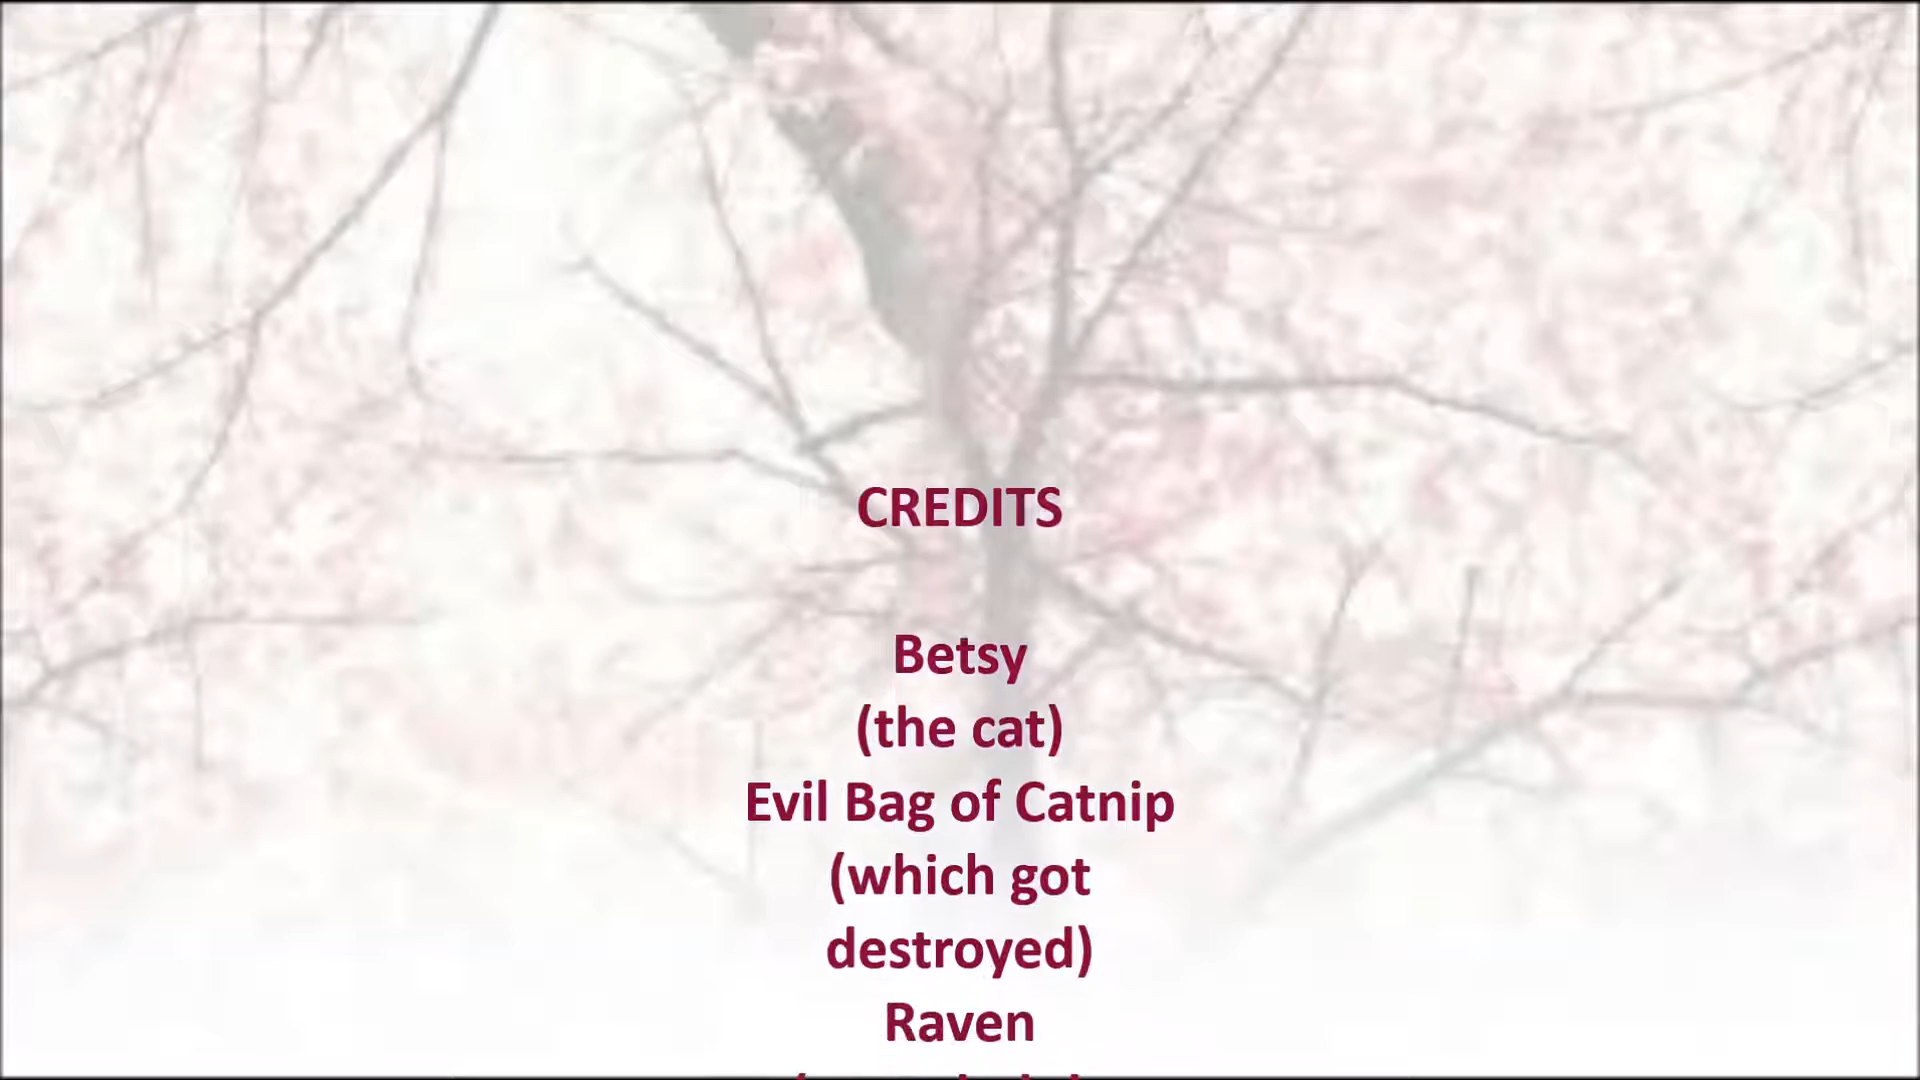 CREDITS
Betsy
(the cat)
Evil Bag of Catnip
(which got
destroyed)
Raven